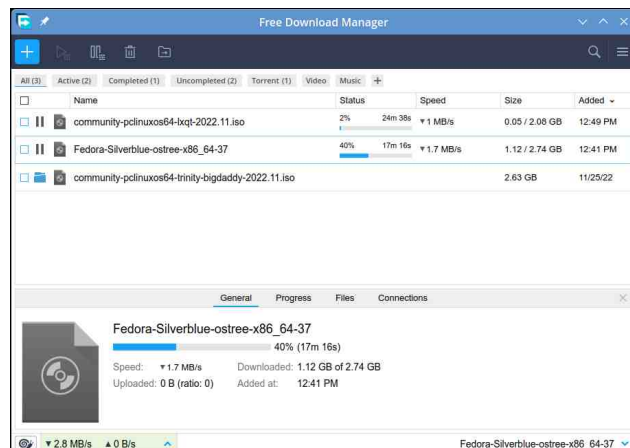 Free Download Manager
All (3) Active (2) Completed (1) Uncompleted (2) Torrent (1) Video Music +
Name Status Speed Size Added
community-pclinuxos64-lxqt-2022.11.iso 2% 24m 38s ▼1 MB/s 0.05 / 2.08 GB 12:49 PM
Fedora-Silverblue-ostree-x86_64-37 40% 17m 16s ▼1.7 MB/s 1.12 / 2.74 GB 12:41 PM
community-pclinuxos64-trinity-bigdaddy-2022.11.iso 2.63 GB 11/25/22
General Progress Files Connections
Fedora-Silverblue-ostree-x86_64-37
40% (17m 16s)
Speed: ▼1.7 MB/s Downloaded: 1.12 GB of 2.74 GB
Uploaded: 0 B (ratio: 0) Added at: 12:41 PM
▼2.8 MB/s ▲0 B/s Fedora-Silverblue-ostree-x86_64-37